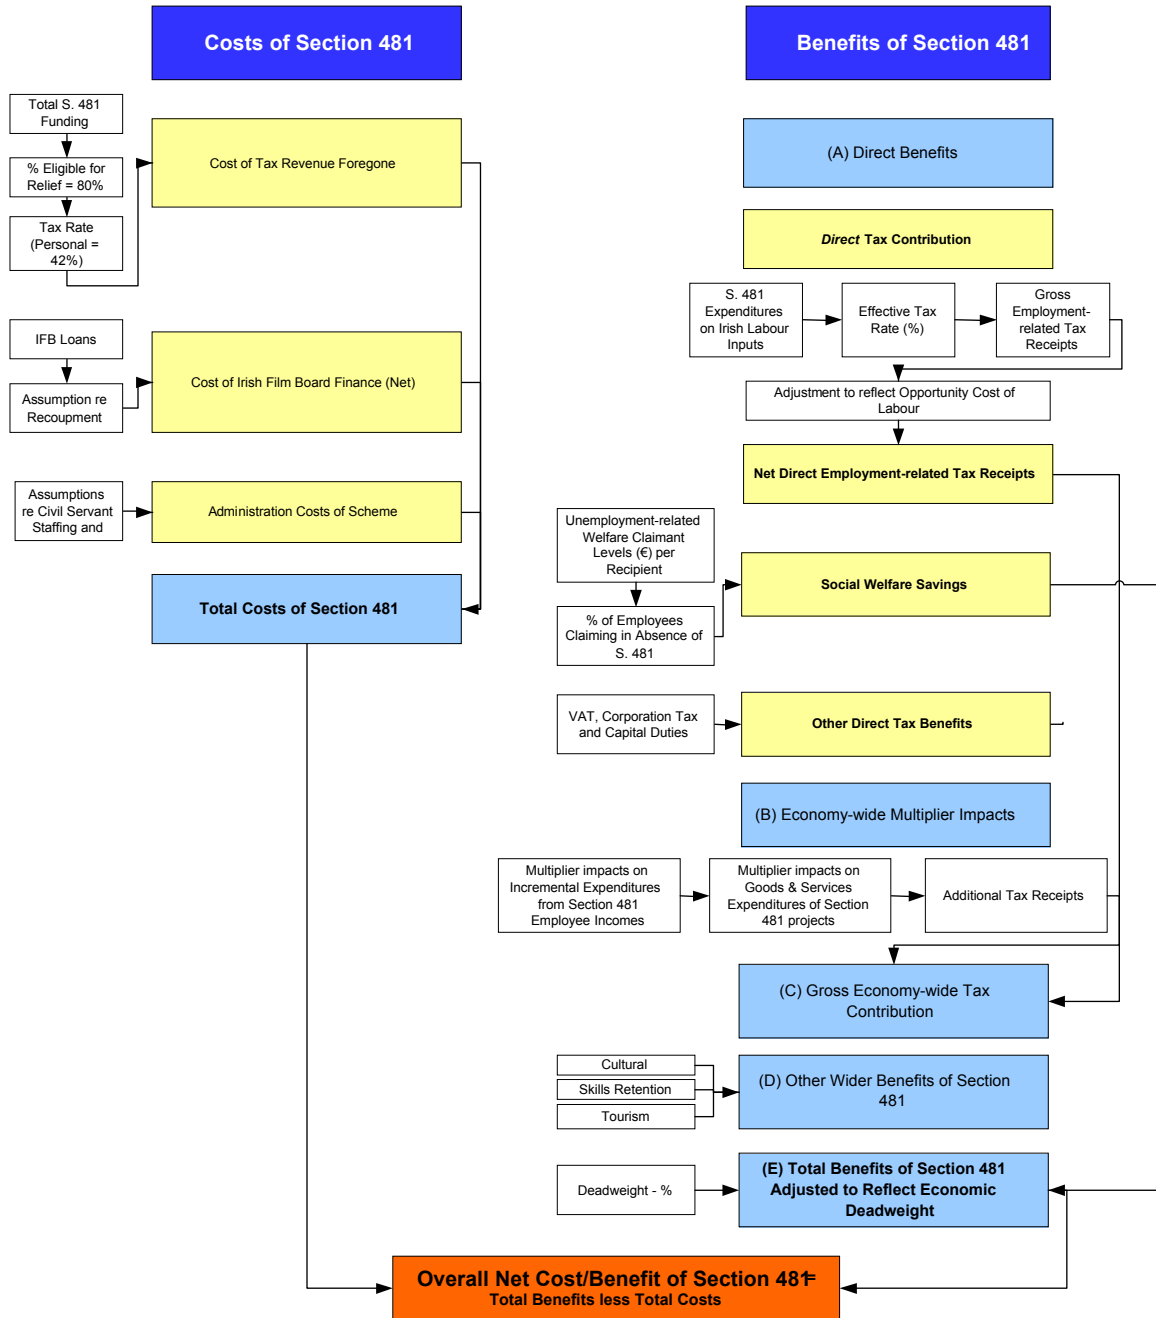 Costs of Section 481
Total S. 481
Funding
% Eligible for
Relief = 80%
Tax Rate
(Personal =
42%)
Cost of Tax Revenue Foregone
IFB Loans
Assumption re
Recoupment
Cost of Irish Film Board Finance (Net)
Assumptions
re Civil Servant
Staffing and
Administration Costs of Scheme
Total Costs of Section 481
Benefits of Section 481
(A) Direct Benefits
Direct Tax Contribution
S. 481
Expenditures
on Irish Labour
Inputs
Effective Tax
Rate (%)
Gross
Employment-
related Tax
Receipts
Adjustment to reflect Opportunity Cost of
Labour
Net Direct Employment-related Tax Receipts
Unemployment-related
Welfare Claimant
Levels (€) per
Recipient
% of Employees
Claiming in Absence of
S. 481
Social Welfare Savings
VAT, Corporation Tax
and Capital Duties
Other Direct Tax Benefits
(B) Economy-wide Multiplier Impacts
Multiplier impacts on
Incremental Expenditures
from Section 481
Employee Incomes
Multiplier impacts on
Goods & Services
Expenditures of Section
481 projects
Additional Tax Receipts
(C) Gross Economy-wide Tax
Contribution
Cultural
Skills Retention
Tourism
(D) Other Wider Benefits of Section
481
Deadweight - %
(E) Total Benefits of Section 481
Adjusted to Reflect Economic
Deadweight
Overall Net Cost/Benefit of Section 481=
Total Benefits less Total Costs